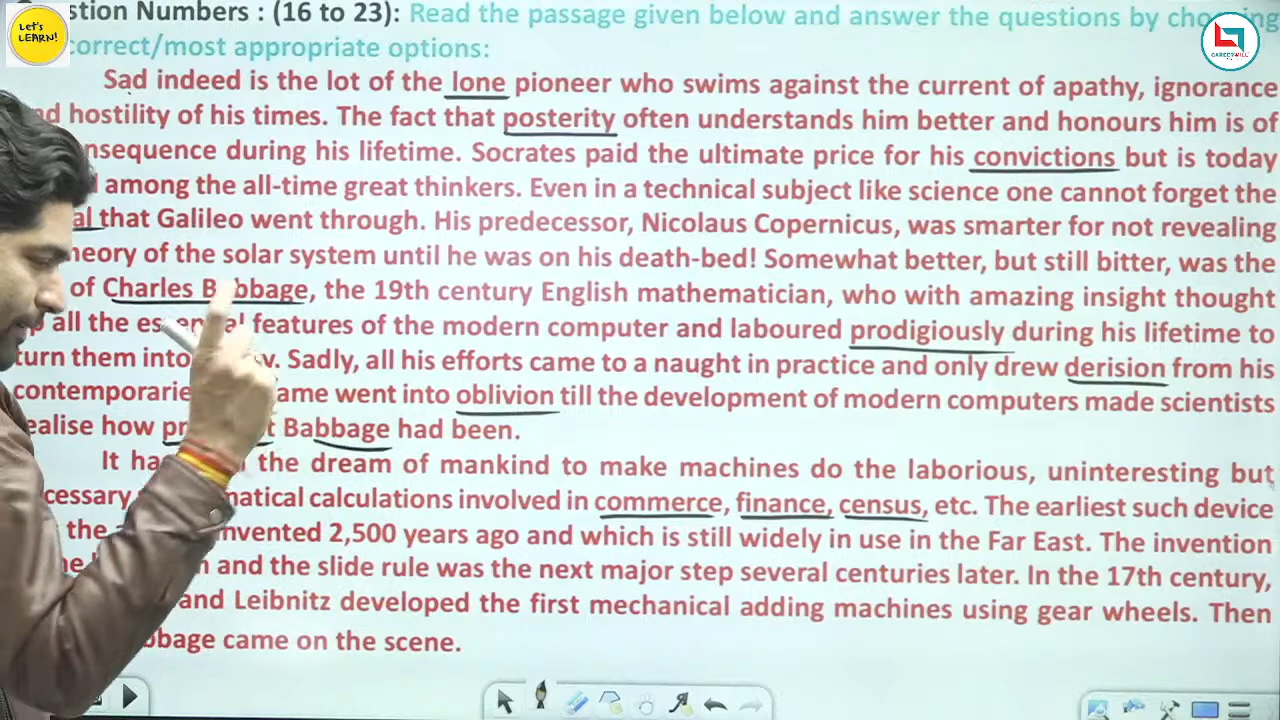 Let's
LEARN!
stion Numbers : (16 to 23): Read the passage given below and answer the questions by choosing
correct/most appropriate options:
CAREERWILL
Sad indeed is the lot of the lone pioneer who swims against the current of apathy, ignorance
nd hostility of his times. The fact that posterity often understands him better and honours him is of
nsequence during his lifetime. Socrates paid the ultimate price for his convictions but is today
among the all-time great thinkers. Even in a technical subject like science one cannot forget the
al that Galileo went through. His predecessor, Nicolaus Copernicus, was smarter for not revealing
heory of the solar system until he was on his death-bed! Somewhat better, but still bitter, was the
of Charles Babbage, the 19th century English mathematician, who with amazing insight thought
p all the essential features of the modern computer and laboured prodigiously during his lifetime to
turn them into Sadly, all his efforts came to a naught in practice and only drew derision from his
contemporarie ame went into oblivion till the development of modern computers made scientists
ealise how pr t Babbage had been.
It ha the dream of mankind to make machines do the laborious, uninteresting but
cessary matical calculations involved in commerce, finance, census, etc. The earliest such device
the nvented 2,500 years ago and which is still widely in use in the Far East. The invention
he and the slide rule was the next major step several centuries later. In the 17th century,
and Leibnitz developed the first mechanical adding machines using gear wheels. Then
bbage came on the scene.